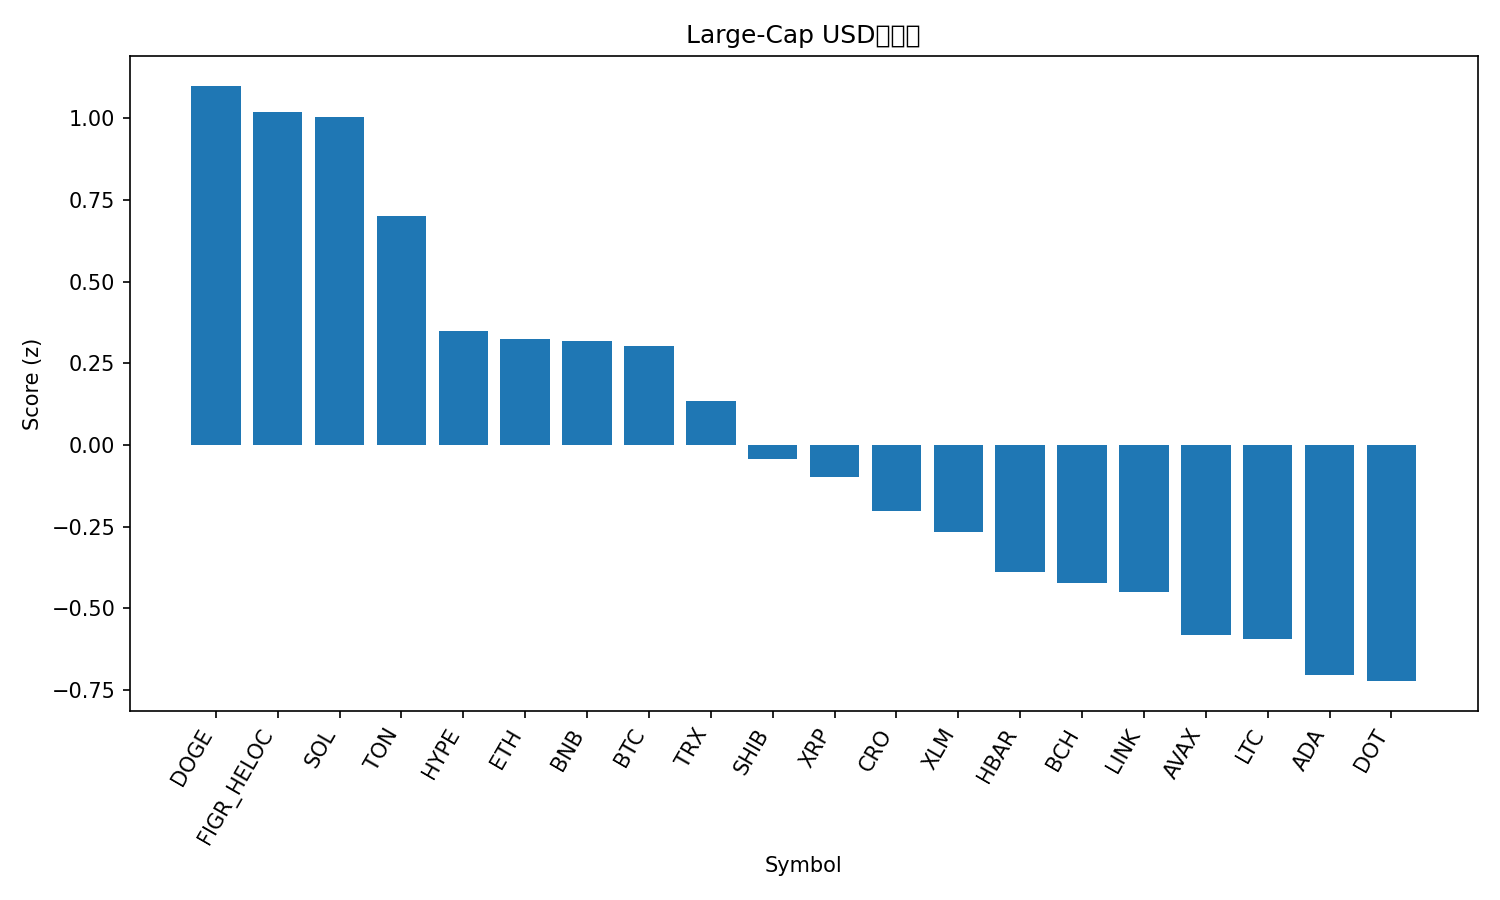 Large-Cap USD
Score (z)
1.00
0.75
0.50
0.25
0.00
−0.25
−0.50
−0.75
DOGE
FIGR_HELOC
SOL
TON
HYPE
ETH
BNB
BTC
TRX
SHIB
XRP
CRO
XLM
HBAR
BCH
LINK
AVAX
LTC
ADA
DOT
Symbol